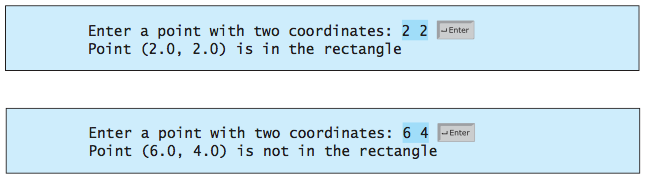 Enter a point with two coordinates: 2 2 ↵Enter
Point (2.0, 2.0) is in the rectangle
Enter a point with two coordinates: 6 4 ↵Enter
Point (6.0, 4.0) is not in the rectangle